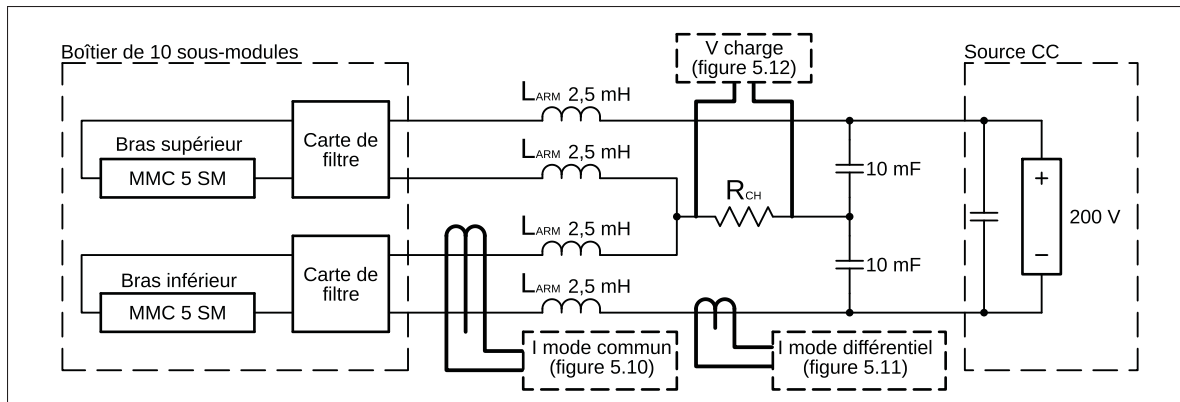 Boîtier de 10 sous-modules
V charge
(figure 5.12)
Source CC
LARM 2,5 mH
Bras supérieur
MMC 5 SM
Carte de
filtre
LARM 2,5 mH
10 mF
RCH
+
200 V
−
LARM 2,5 mH
10 mF
Bras inférieur
MMC 5 SM
Carte de
filtre
LARM 2,5 mH
I mode commun
(figure 5.10)
I mode différentiel
(figure 5.11)